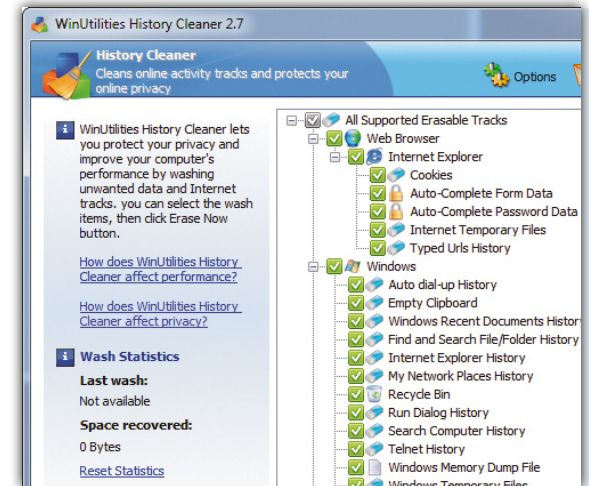 WinUtilities History Cleaner 2.7
History Cleaner
Cleans online activity tracks and protects your
online privacy
Options
WinUtilities History Cleaner lets
you protect your privacy and
improve your computer's
performance by washing
unwanted data and Internet
tracks. you can select the wash
items, then click Erase Now
button.
How does WinUtilities History
Cleaner affect performance?
How does WinUtilities History
Cleaner affect privacy?
Wash Statistics
Last wash:
Not available
Space recovered:
0 Bytes
Reset Statistics
All Supported Erasable Tracks
Web Browser
Internet Explorer
Cookies
Auto-Complete Form Data
Auto-Complete Password Data
Internet Temporary Files
Typed Urls History
Windows
Auto dial-up History
Empty Clipboard
Windows Recent Documents Histor
Find and Search File/Folder History
Internet Explorer History
My Network Places History
Recycle Bin
Run Dialog History
Search Computer History
Telnet History
Windows Memory Dump File
Windows Temporary Files